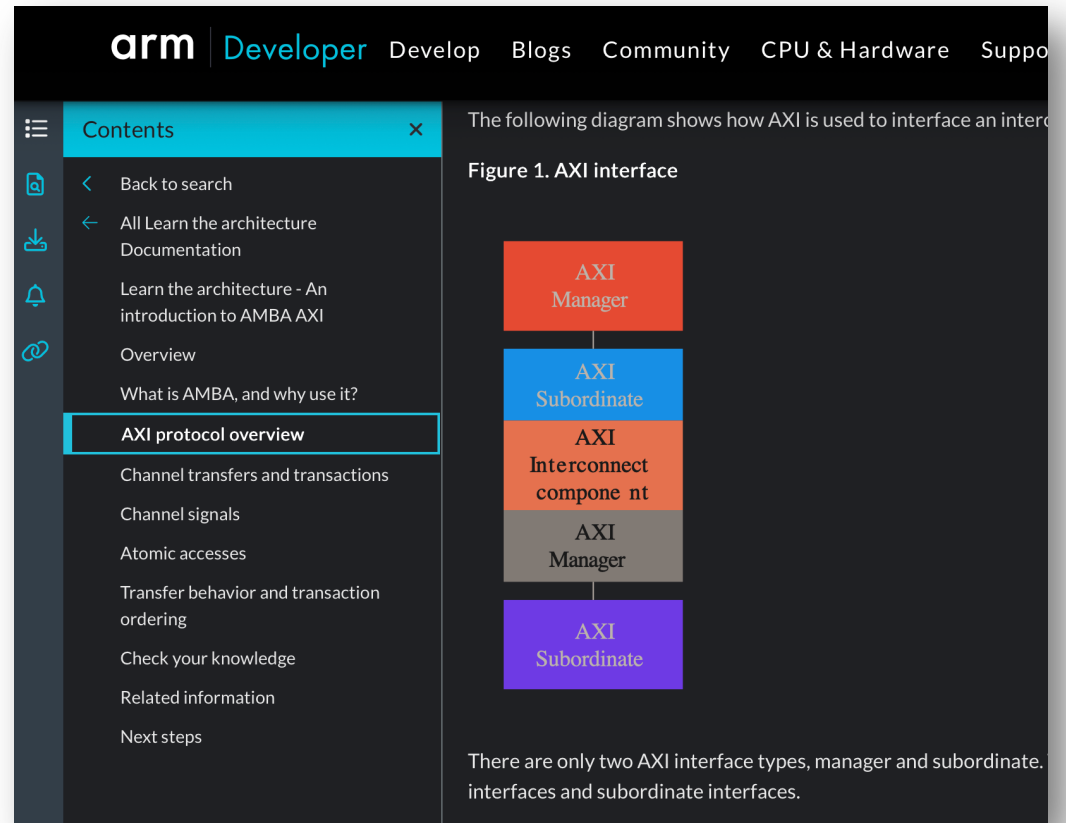 arm Developer Develop Blogs Community CPU & Hardware Suppo
Contents ×
Back to search
All Learn the architecture
Documentation
Learn the architecture - An
introduction to AMBA AXI
Overview
What is AMBA, and why use it?
AXI protocol overview
Channel transfers and transactions
Channel signals
Atomic accesses
Transfer behavior and transaction
ordering
Check your knowledge
Related information
Next steps
The following diagram shows how AXI is used to interface an
Figure 1. AXI interface
AXI
Manager
AXI
Subordinate
AXI
Interconnect
compone nt
AXI
Manager
AXI
Subordinate
There are only two AXI interface types, manager and subordinate.
interfaces and subordinate interfaces.